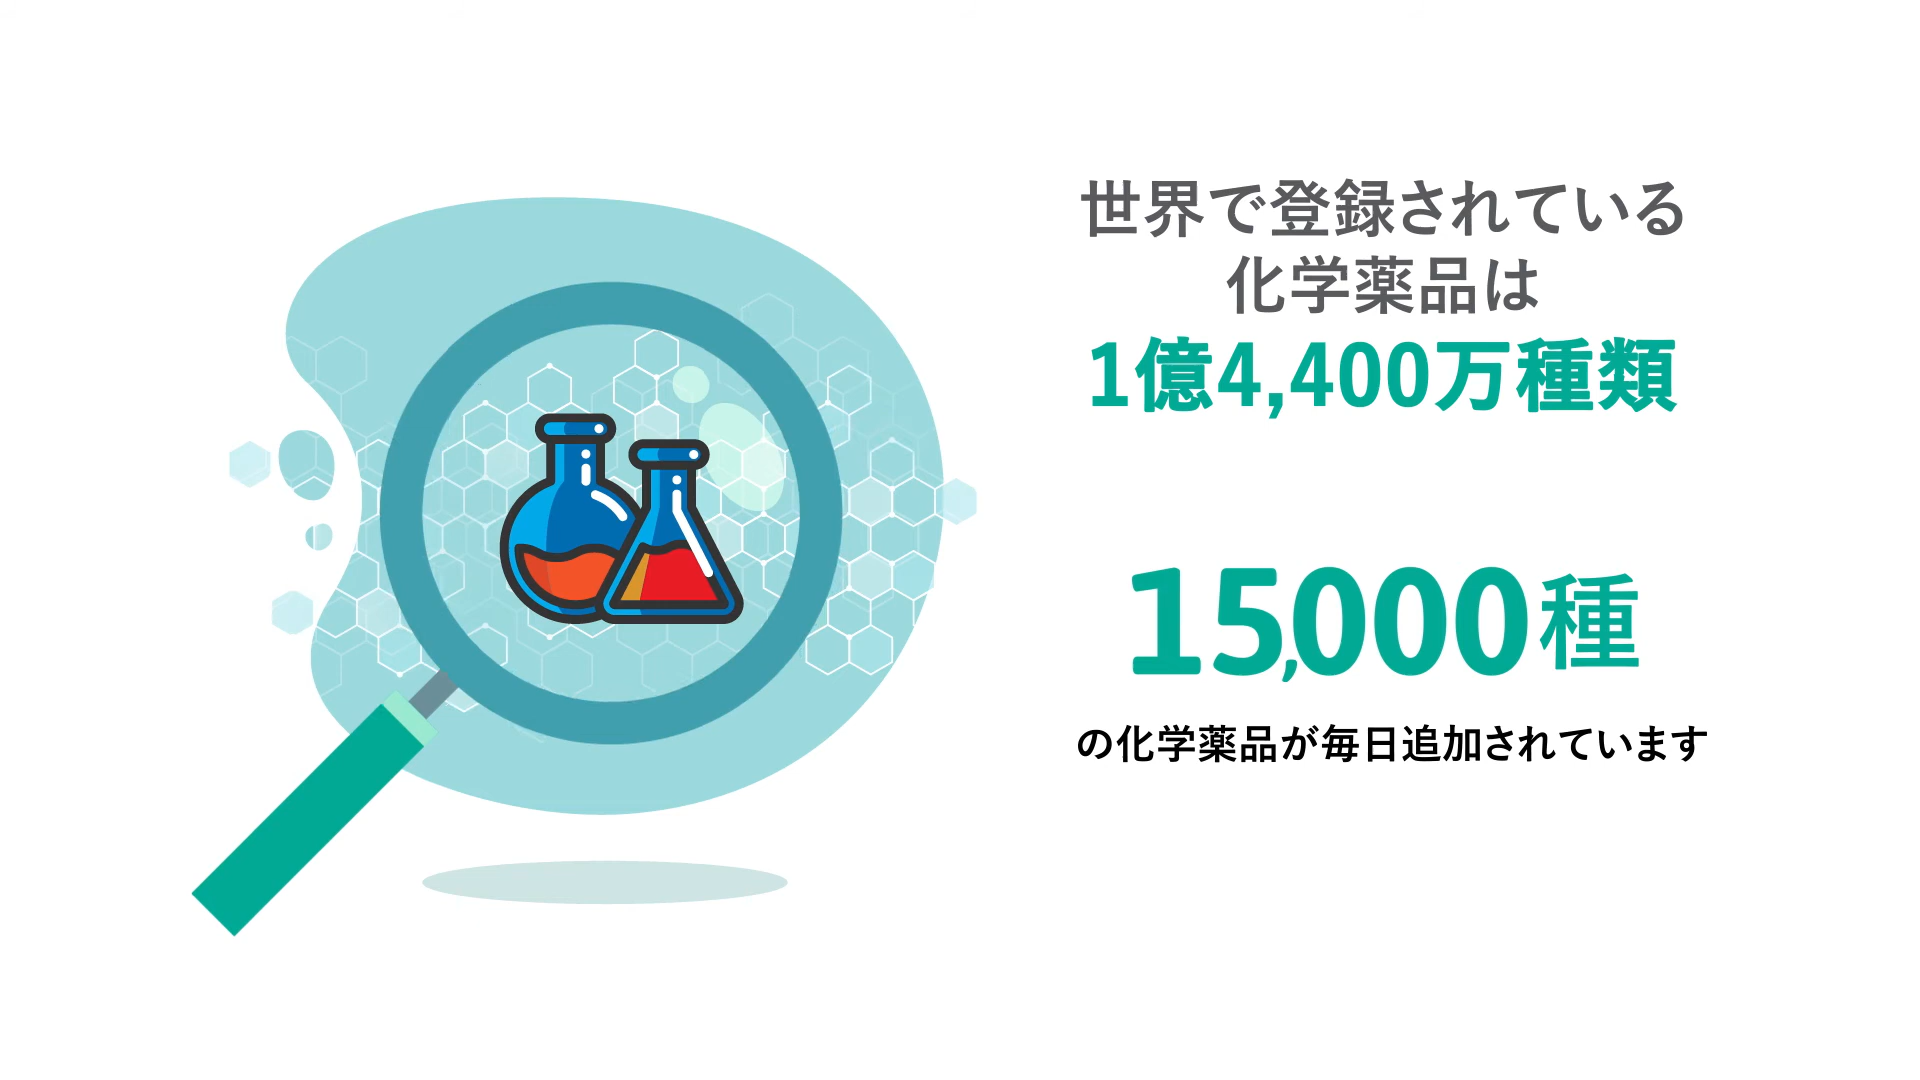 世界で登録されている
化学薬品は
1億4,400万種類
15,000種
の化学薬品が毎日追加されています